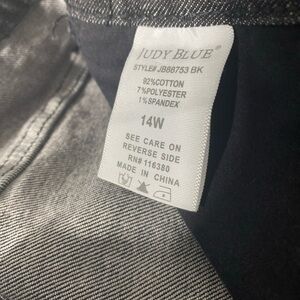 JUDY BLUE
STYLE# JB88753 BK
92%COTTON
7%POLYESTER
1%SPANDEX
14W
SEE CARE ON
REVERSE SIDE
RN# 116380
MADE IN CHINA